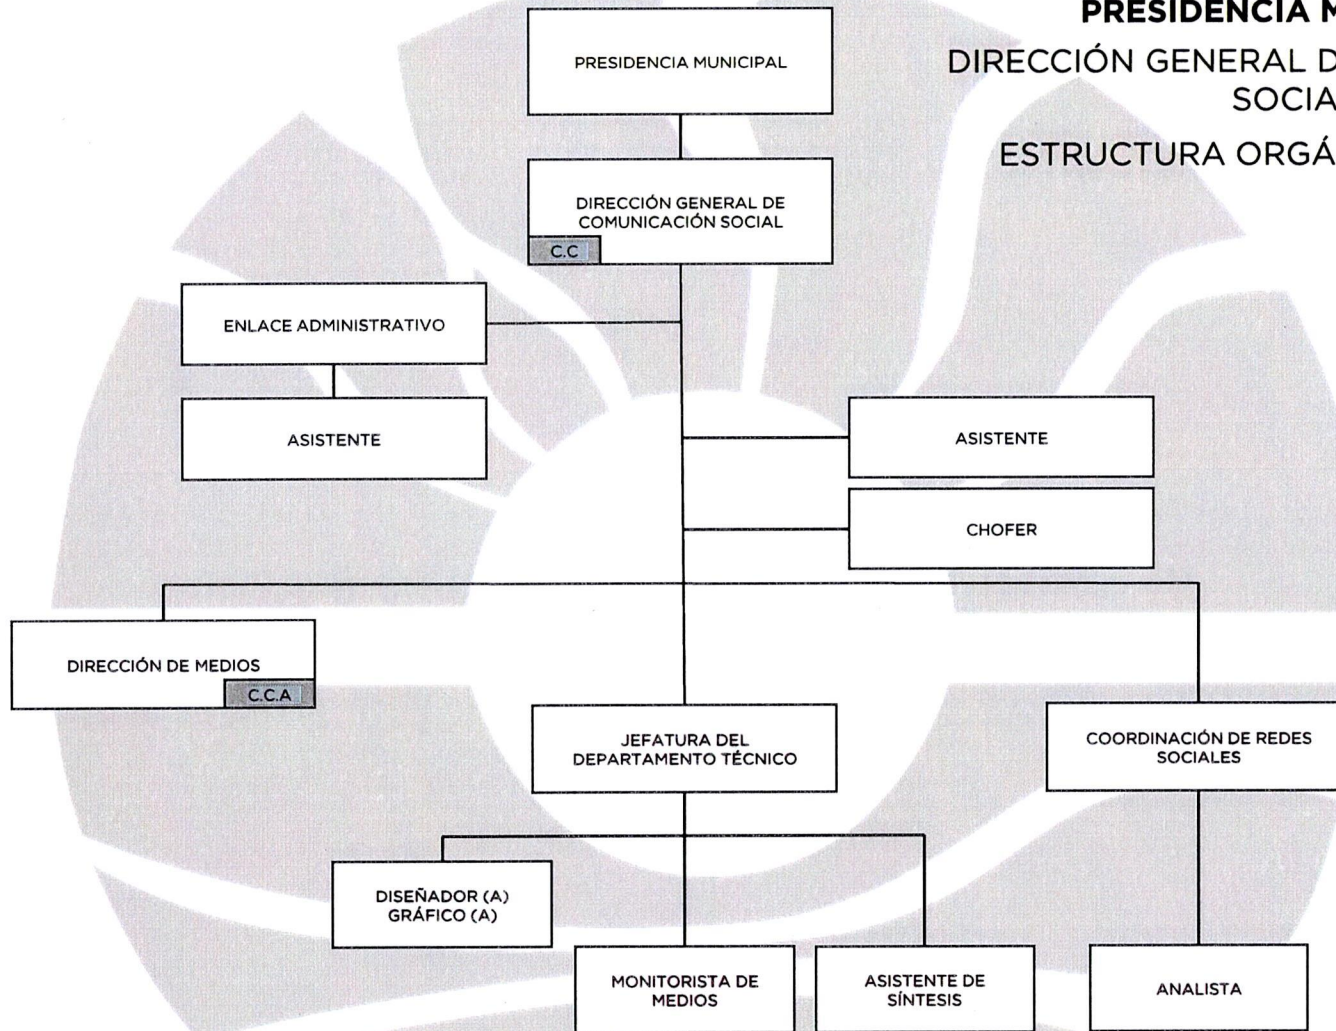 PRESIDENCIA M
DIRECCIÓN GENERAL D
SOCIA
ESTRUCTURA ORGÁ
PRESIDENCIA MUNICIPAL
DIRECCIÓN GENERAL DE
COMUNICACIÓN SOCIAL
C.C
ENLACE ADMINISTRATIVO
ASISTENTE
ASISTENTE
CHOFER
DIRECCIÓN DE MEDIOS
C.C.A
JEFATURA DEL
DEPARTAMENTO TÉCNICO
COORDINACIÓN DE REDES
SOCIALES
DISEÑADOR (A)
GRÁFICO (A)
MONITORISTA DE
MEDIOS
ASISTENTE DE
SÍNTESIS
ANALISTA